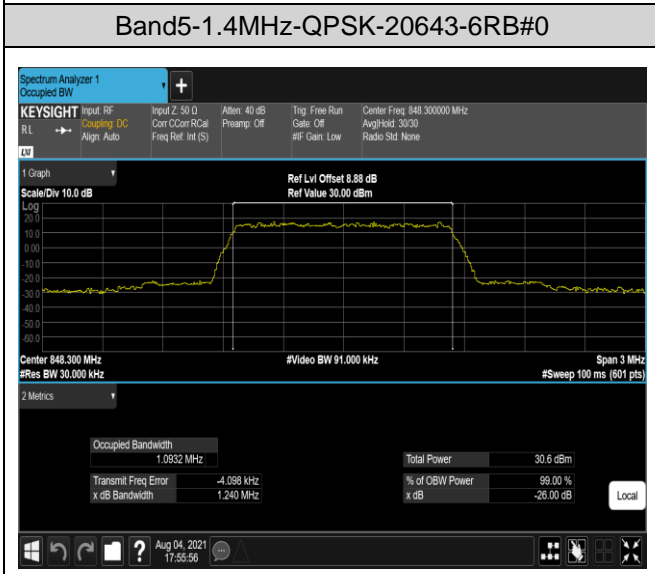 Band5-1.4MHz-QPSK-20643-6RB#0
Spectrum Analyzer 1
Occupied BW
+
KEYSIGHT
RL
LXI
Input: RF
Coupling: DC
Align: Auto
Input Z: 50 Ω
Corr CCorr RCal
Freq Ref: Int (S)
Atten: 40 dB
Preamp: Off
Trig: Free Run
Gate: Off
#IF Gain: Low
Center Freq: 848.300000 MHz
Avg|Hold: 30/30
Radio Std: None
1 Graph
Scale/Div 10.0 dB
Ref Lvl Offset 8.88 dB
Ref Value 30.00 dBm
Log
20.0
10.0
0.00
-10.0
-20.0
-30.0
-40.0
-50.0
-60.0
Center 848.300 MHz
#Res BW 30.000 kHz
#Video BW 91.000 kHz
Span 3 MHz
#Sweep 100 ms (601 pts)
2 Metrics
Occupied Bandwidth
1.0932 MHz
Transmit Freq Error -4.098 kHz
x dB Bandwidth 1.240 MHz
Total Power 30.6 dBm
% of OBW Power 99.00 %
x dB -26.00 dB
Local
?
Aug 04, 2021
17:55:56